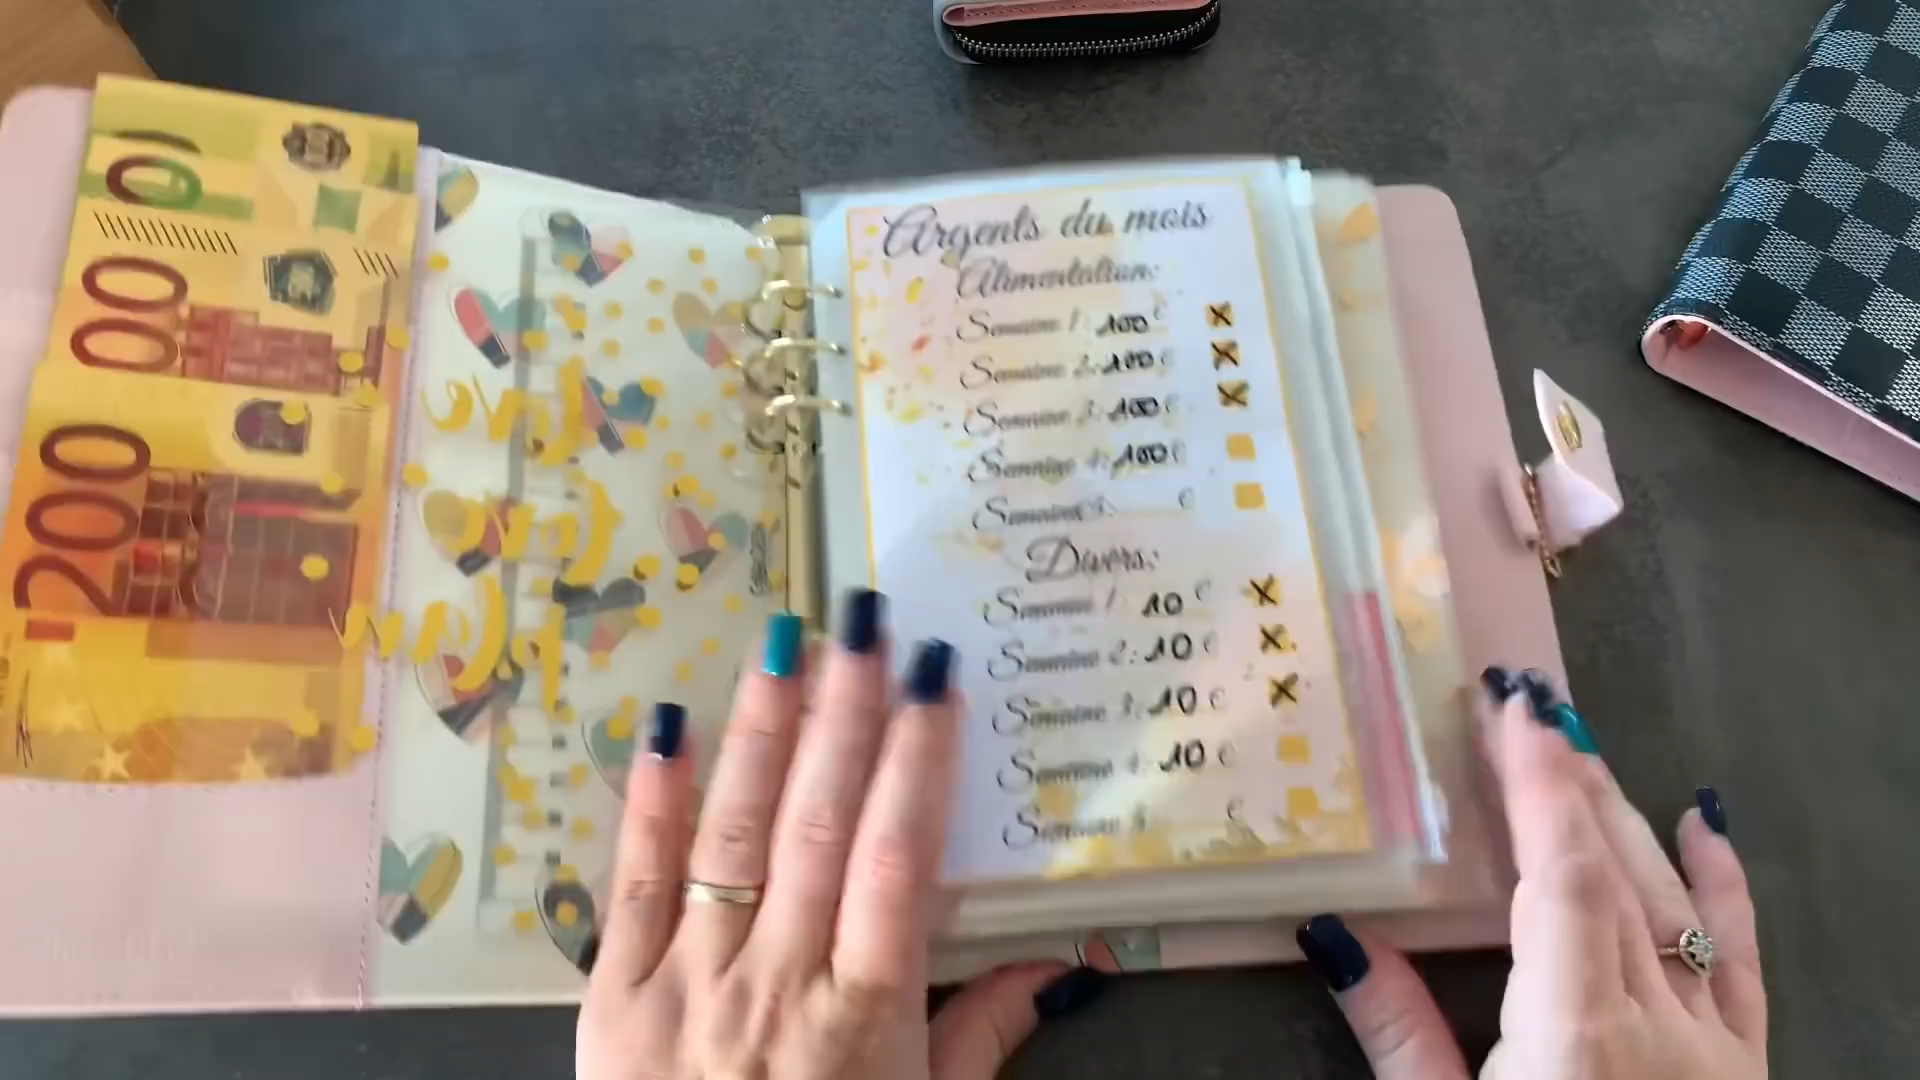 200
love
Argents du mois
Alimentation:
Semaine 1: 100 €
Semaine 2: 100 €
Semaine 3: 100 €
Semaine 4: 100 €
Semaine 5: €
Divers:
Semaine 1: 10 €
Semaine 2: 10 €
Semaine 3: 10 €
Semaine 4: 10 €
Semaine 5: €